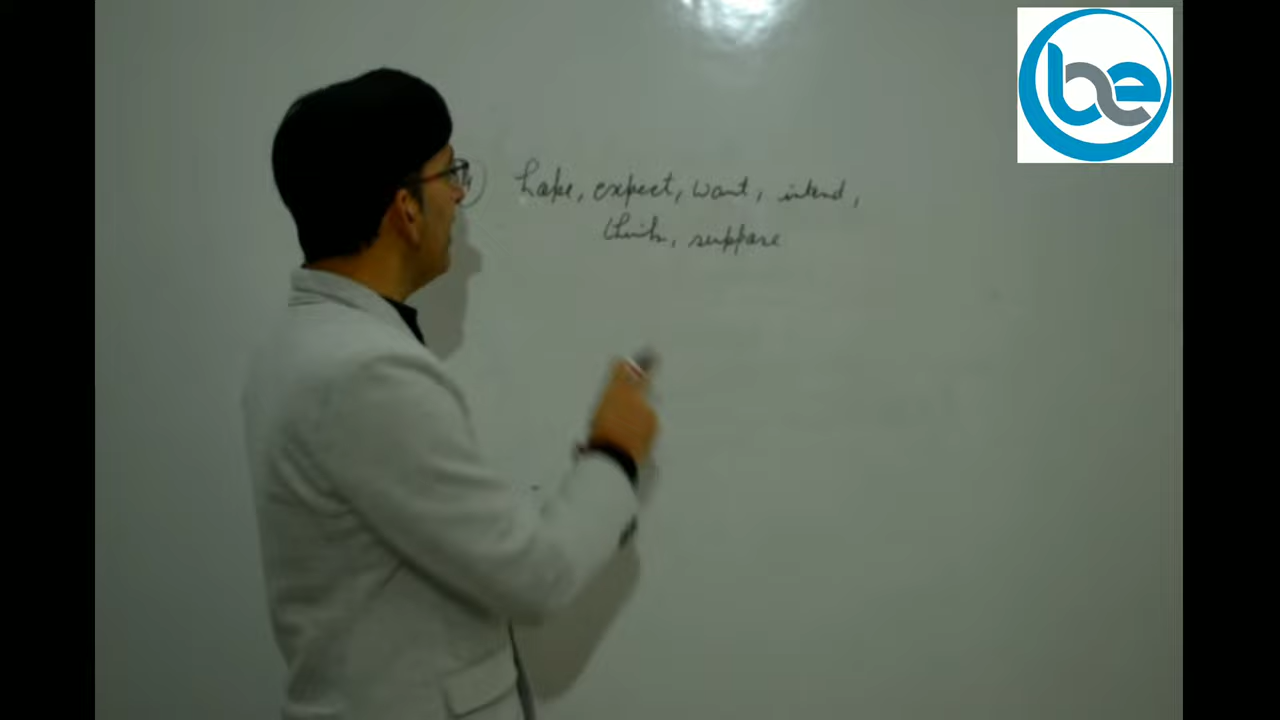 be
hope, expect, want, intend,
think, suppose